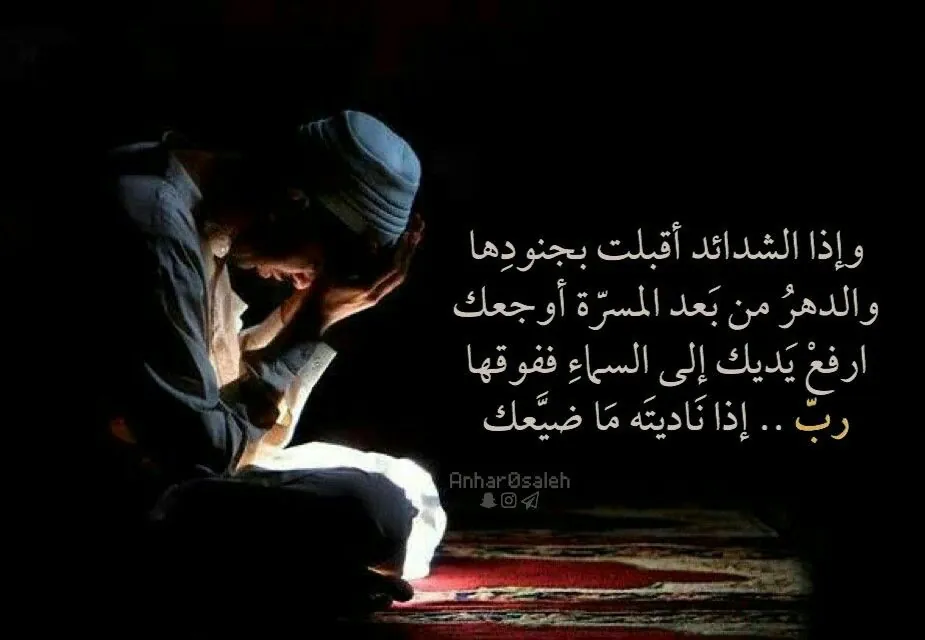 وإذا الشدائد أقبلت بجنودِها
والدهرُ من بَعد المسرّة أوجعك
ارفعْ يَديك إلى السماءِ ففوقها
ربّ .. إذا نَاديتَه مَا ضيَّعك
Anhar0saleh